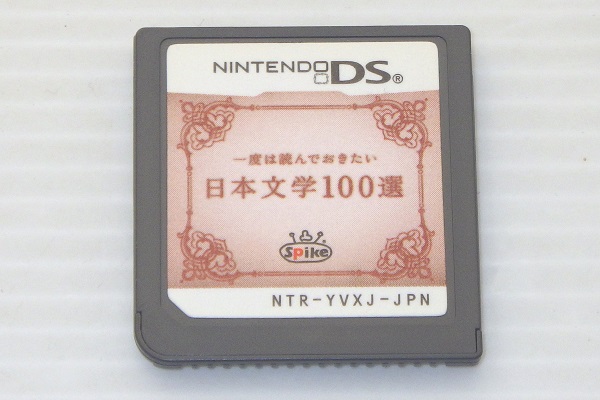 NINTENDO DS®
一度は読んでおきたい
日本文学100選
Spike
NTR-YVXJ-JPN